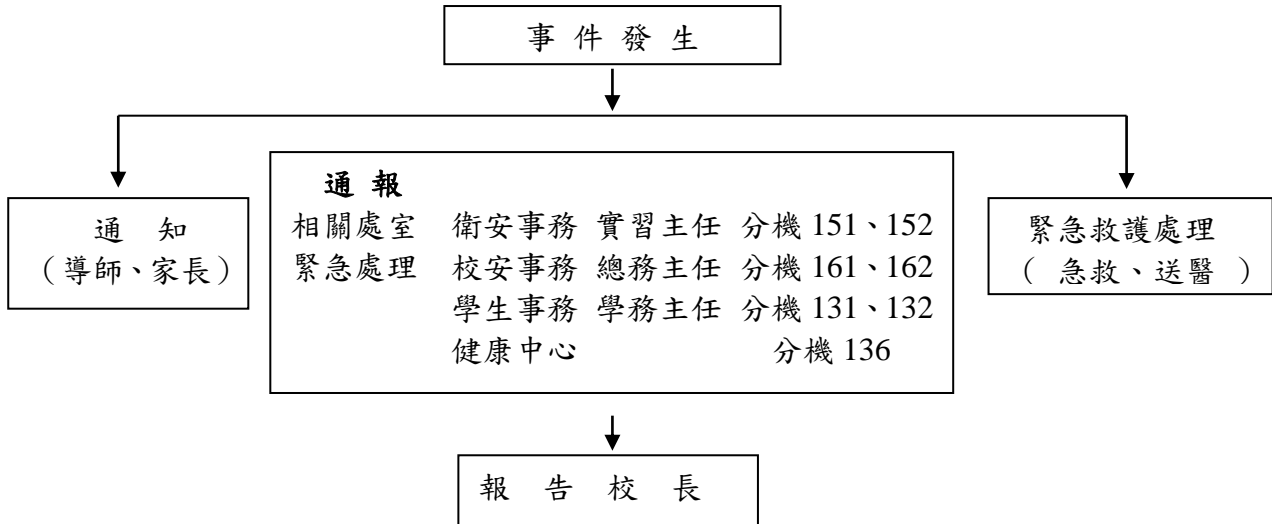 事 件 發 生
通 報
相關處室 衛安事務 實習主任 分機 151、152
緊急處理 校安事務 總務主任 分機 161、162
學生事務 學務主任 分機 131、132
健康中心 分機 136
通 知
（導師、家長）
緊急救護處理
（ 急救、送醫 ）
報 告 校 長